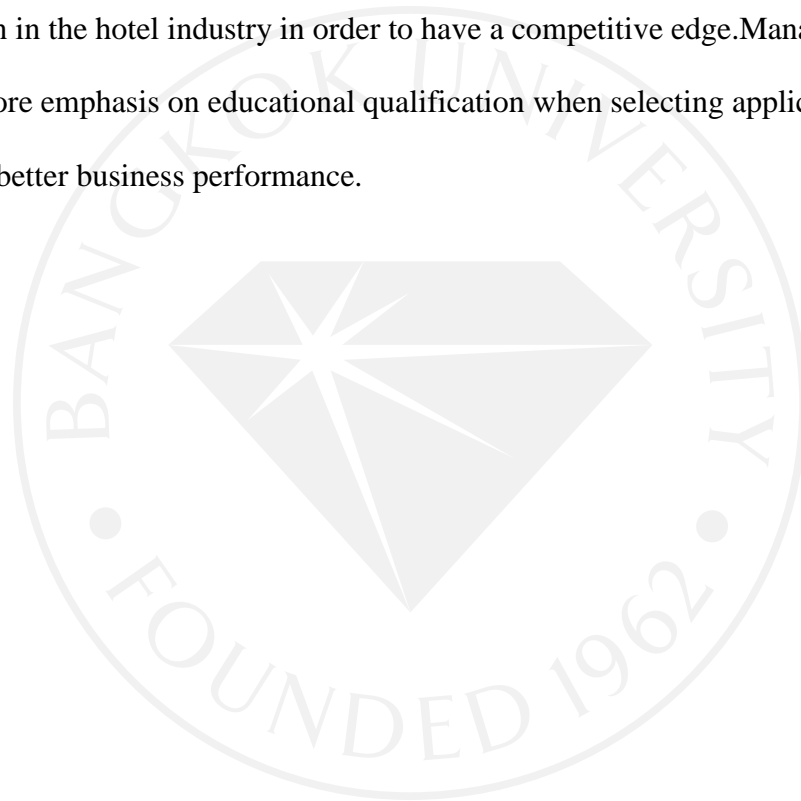 in the hotel industry in order to have a competitive edge.Mana
emphasis on educational qualification when selecting applic
better business performance.
BANGKOK UNIVERSITY
FOUNDED 1962